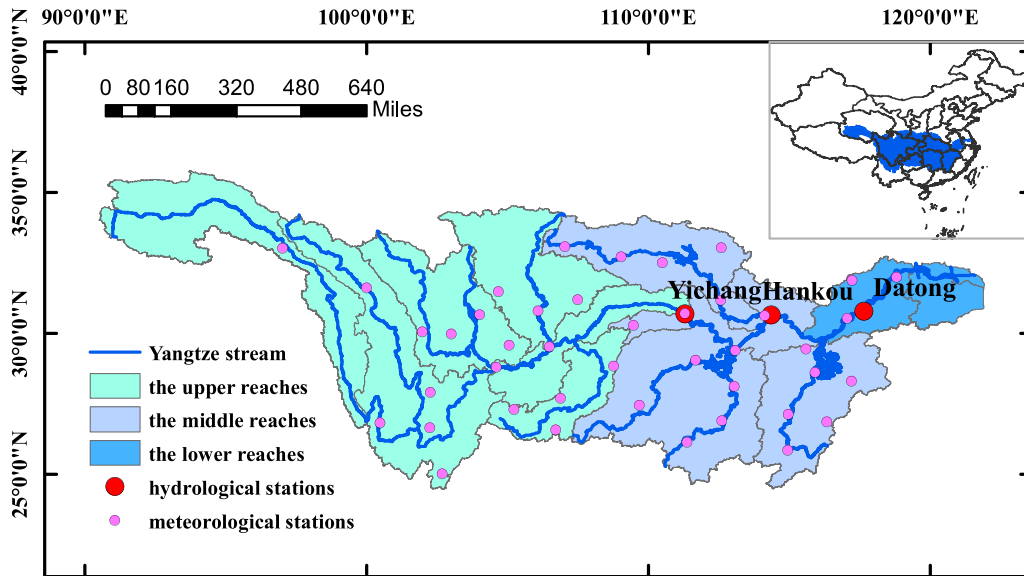 90°0'0"E 100°0'0"E 110°0'0"E 120°0'0"E
40°0'0"N
35°0'0"N
30°0'0"N
25°0'0"N
0 80 160 320 480 640
Miles
Yichang Hankou Datong
Yangtze stream
the upper reaches
the middle reaches
the lower reaches
hydrological stations
meteorological stations